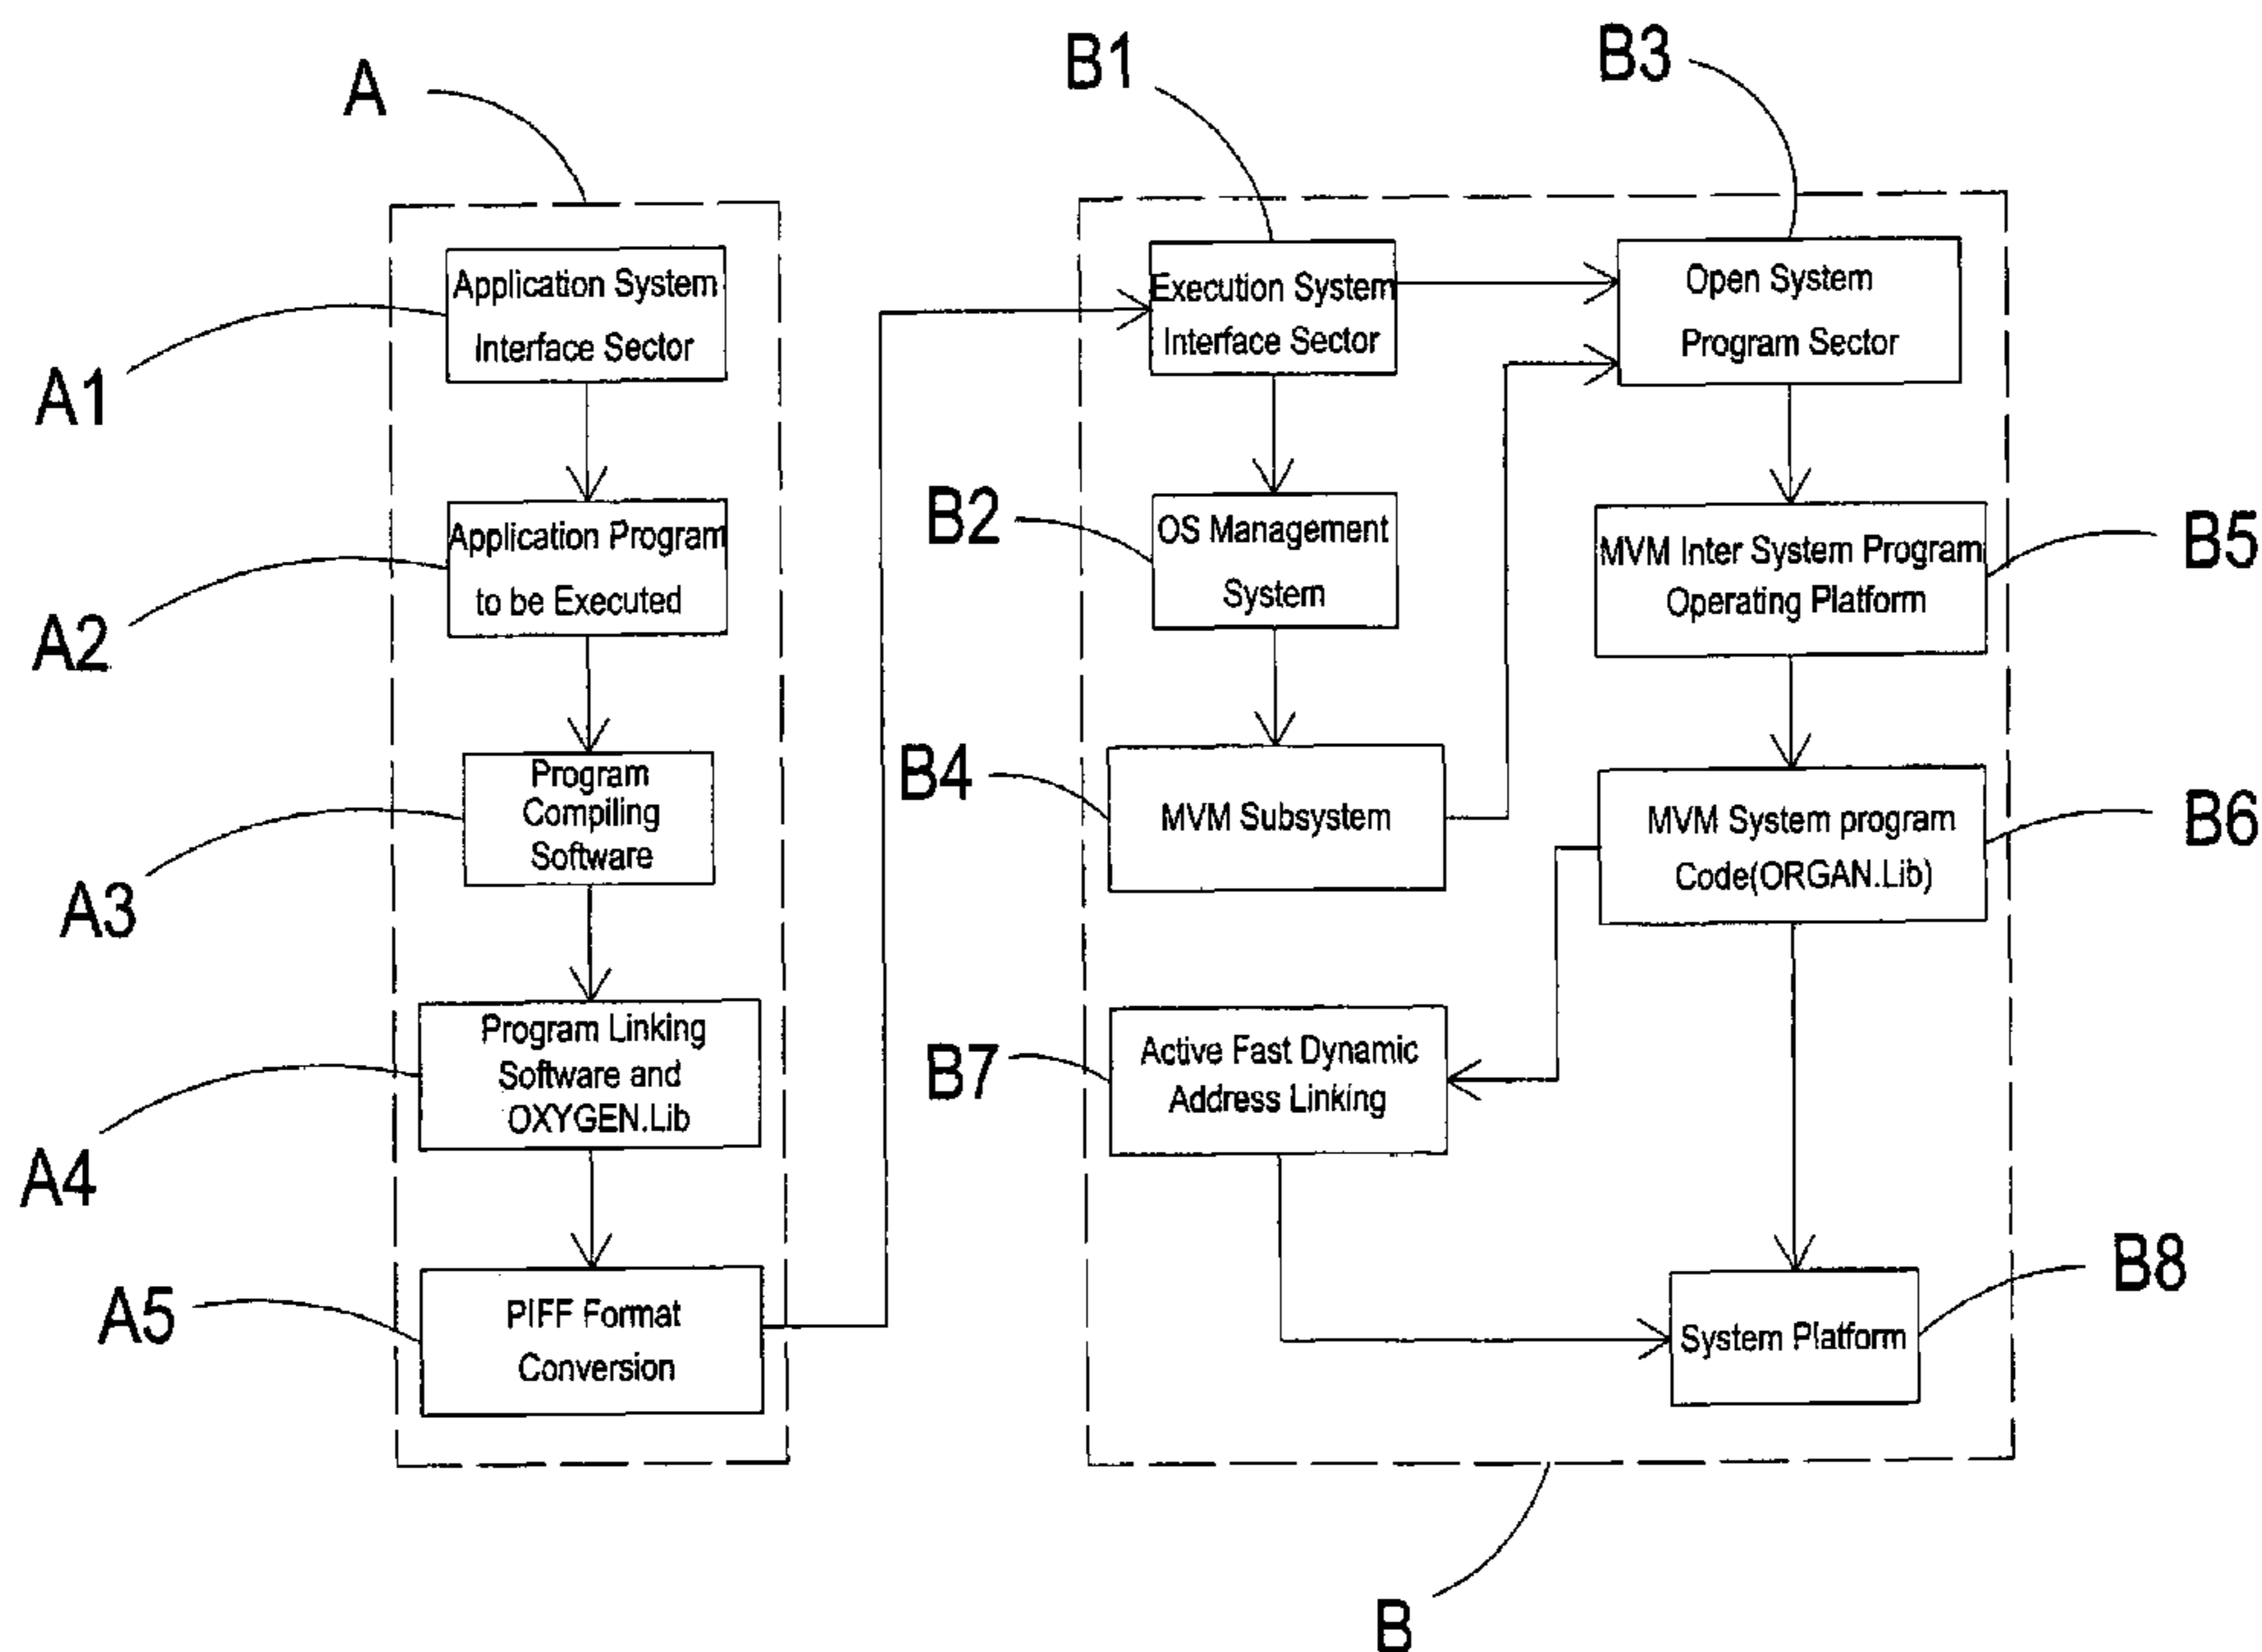 A
A1
Application System
Interface Sector
A2
Application Program
to be Executed
A3
Program
Compiling
Software
A4
Program Linking
Software and
OXYGEN.Lib
A5
PIFF Format
Conversion
B1
Execution System
Interface Sector
B3
Open System
Program Sector
B2
OS Management
System
B5
MVM Inter System Program
Operating Platform
B4
MVM Subsystem
B6
MVM System program
Code(ORGAN.Lib)
B7
Active Fast Dynamic
Address Linking
B8
System Platform
B